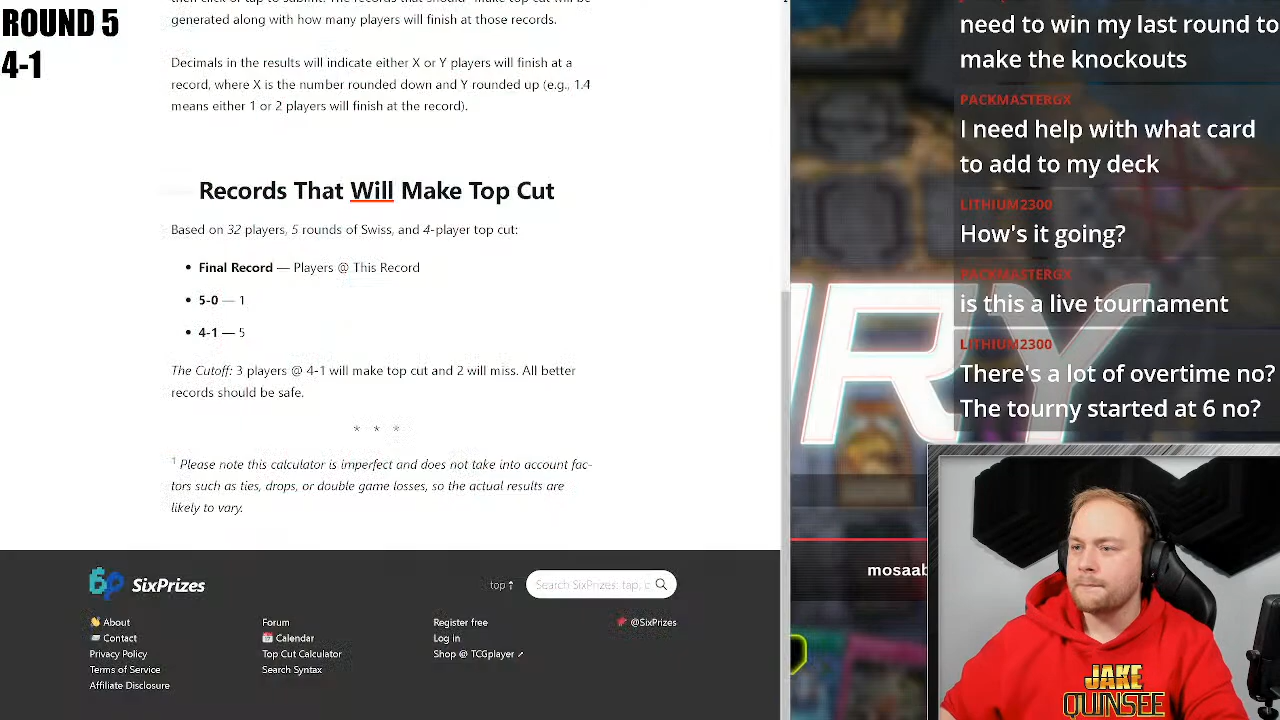 ROUND 5
4-1
generated along with how many players will finish at those records.
Decimals in the results will indicate either X or Y players will finish at a
record, where X is the number rounded down and Y rounded up (e.g., 1.4
means either 1 or 2 players will finish at the record).
Records That Will Make Top Cut
Based on 32 players, 5 rounds of Swiss, and 4-player top cut:
• Final Record — Players @ This Record
• 5-0 — 1
• 4-1 — 5
The Cutoff: 3 players @ 4-1 will make top cut and 2 will miss. All better
records should be safe.
* * *
1 Please note this calculator is imperfect and does not take into account fac-
tors such as ties, drops, or double game losses, so the actual results are
likely to vary.
SixPrizes
top ↑
Search SixPrizes: tap, c
About
Contact
Privacy Policy
Terms of Service
Affiliate Disclosure
Forum
Calendar
Top Cut Calculator
Search Syntax
Register free
Log in
Shop @ TCGplayer ↗
@SixPrizes
need to win my last round to
make the knockouts
PACKMASTERGX
I need help with what card
to add to my deck
LITHIUM2300
How's it going?
PACKMASTERGX
is this a live tournament
LITHIUM2300
There's a lot of overtime no?
The tourny started at 6 no?
mosaab
JAKE
QUINSEE